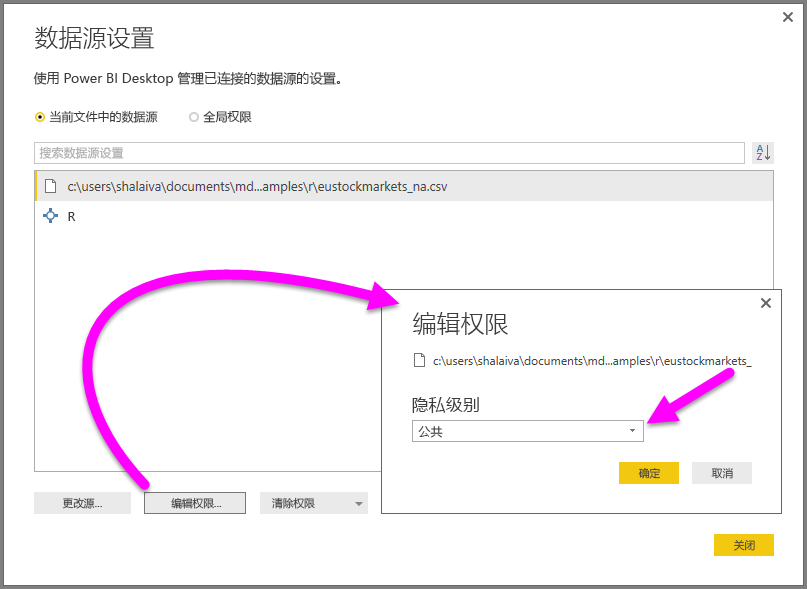 数据源设置
使用 Power BI Desktop 管理已连接的数据源的设置。
当前文件中的数据源
全局权限
搜索数据源设置
A
Z
c:\users\shalaiva\documents\md...amples\r\eustockmarkets_na.csv
R
编辑权限
c:\users\shalaiva\documents\md...amples\r\eustockmarkets_
隐私级别
公共
确定
取消
更改源...
编辑权限...
清除权限
关闭